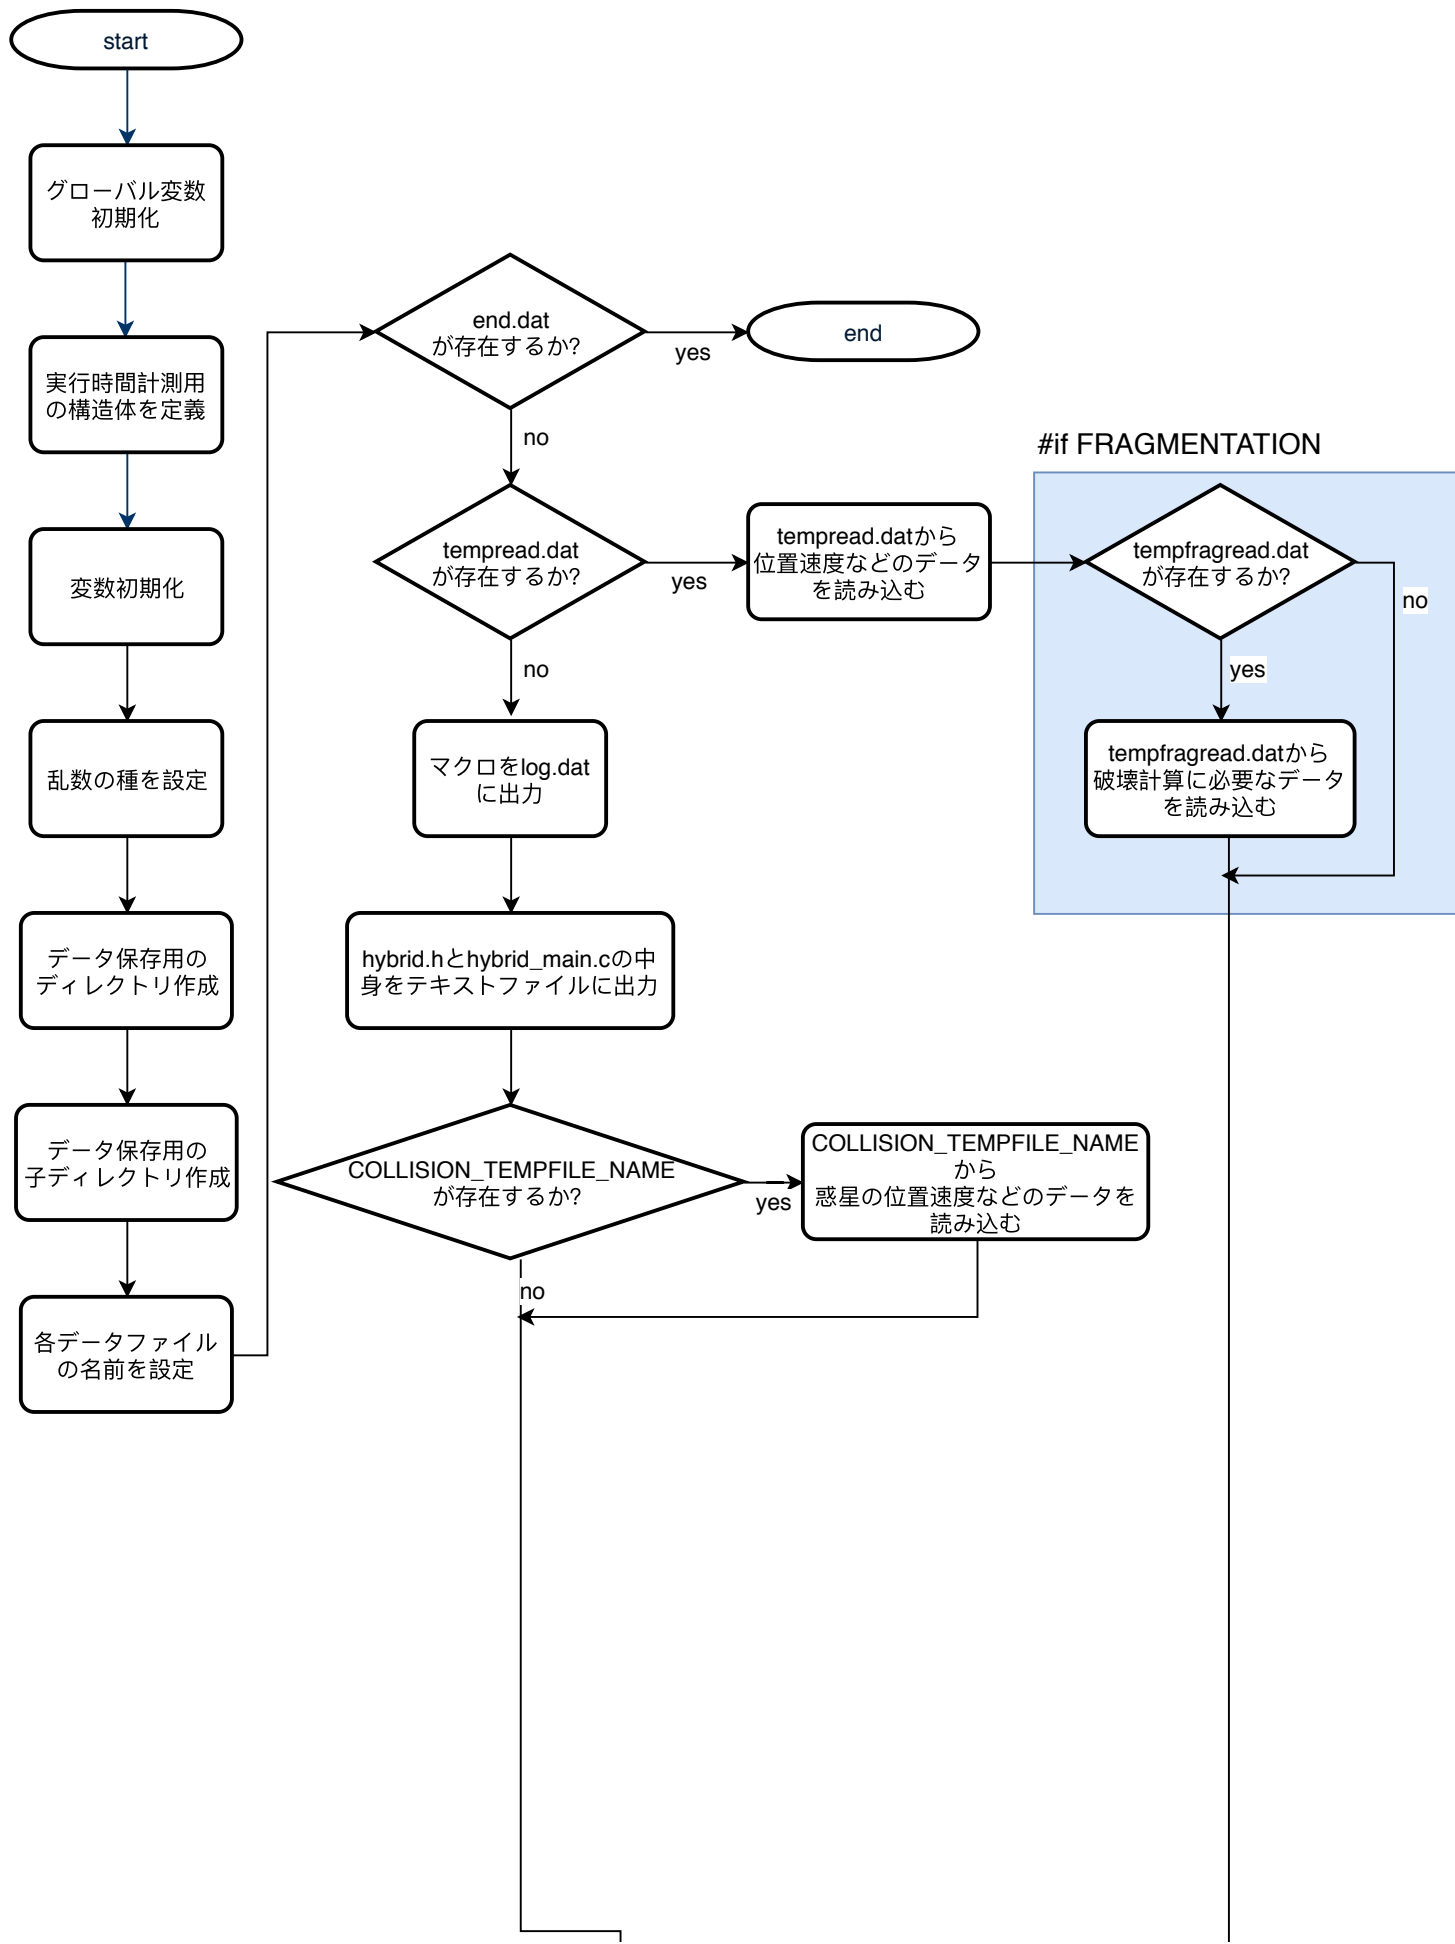 start
グローバル変数
初期化
実行時間計測用
の構造体を定義
変数初期化
乱数の種を設定
データ保存用の
ディレクトリ作成
データ保存用の
子ディレクトリ作成
各データファイル
の名前を設定
end.dat
が存在するか?
yes
end
no
tempread.dat
が存在するか?
yes
tempread.datから
位置速度などのデータ
を読み込む
#if FRAGMENTATION
tempfragread.dat
が存在するか?
no
yes
tempfragread.datから
破壊計算に必要なデータ
を読み込む
no
マクロをlog.dat
に出力
hybrid.hとhybrid_main.cの中
身をテキストファイルに出力
COLLISION_TEMPFILE_NAME
が存在するか?
yes
COLLISION_TEMPFILE_NAME
から
惑星の位置速度などのデータを
読み込む
no